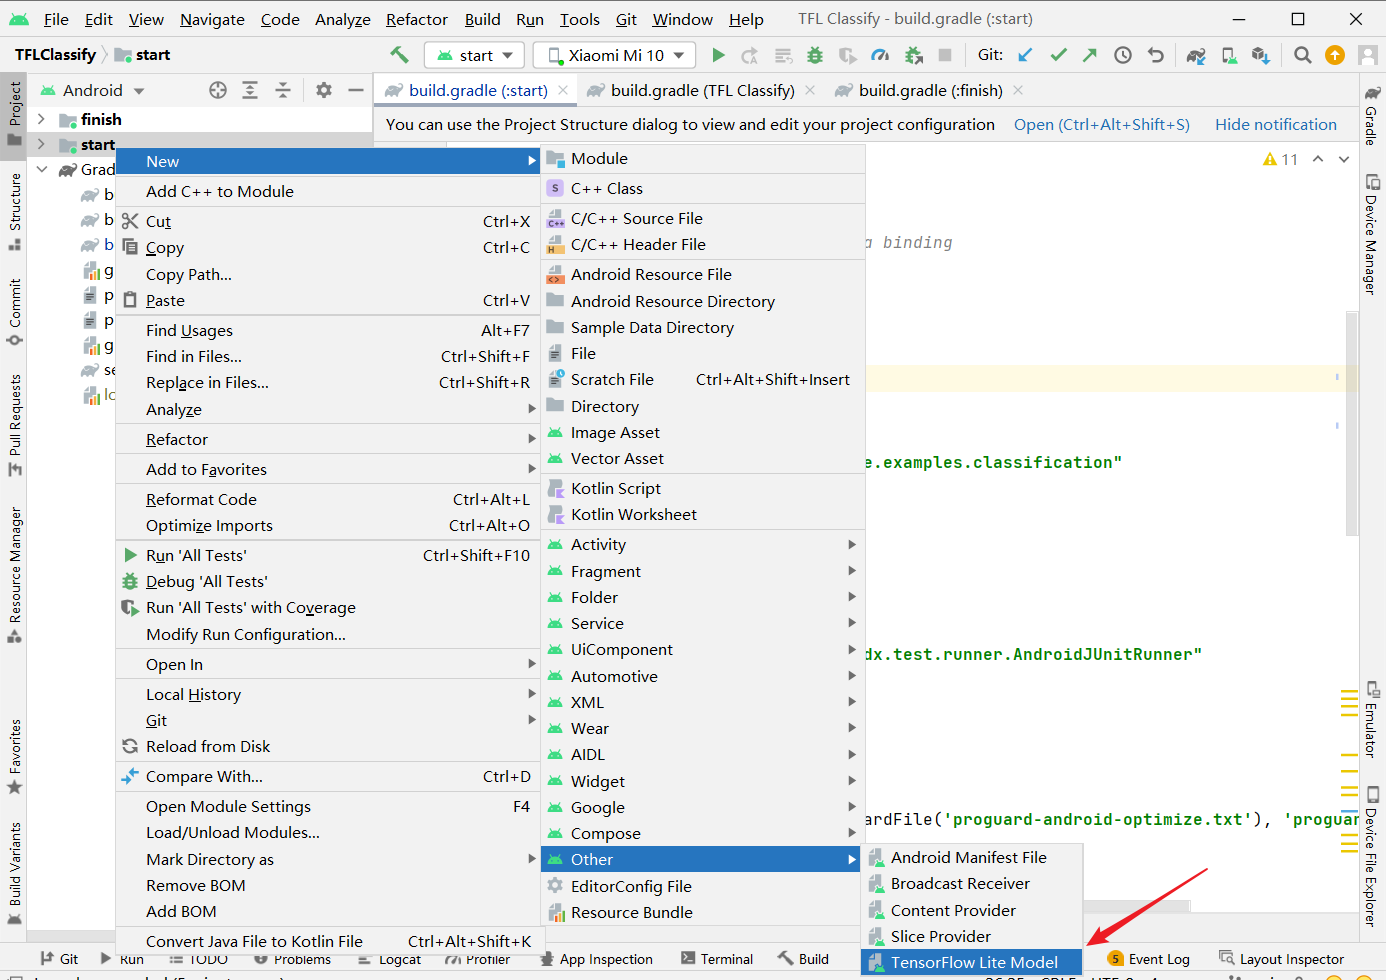 File Edit View Navigate Code Analyze Refactor Build Run Tools Git Window Help TFL Classify - build.gradle (:start)
TFLClassify start start Xiaomi Mi 10 Git:
Android build.gradle (:start) build.gradle (TFL Classify) build.gradle (:finish)
You can use the Project Structure dialog to view and edit your project configuration Open (Ctrl+Alt+Shift+S) Hide notification
11
Project
Structure
Commit
Pull Requests
Resource Manager
Favorites
Build Variants
finish
start
Grad
b
b
b
g
p
p
g
se
lo
New
Add C++ to Module
Cut Ctrl+X
Copy Ctrl+C
Copy Path...
Paste Ctrl+V
Find Usages Alt+F7
Find in Files... Ctrl+Shift+F
Replace in Files... Ctrl+Shift+R
Analyze
Refactor
Add to Favorites
Reformat Code Ctrl+Alt+L
Optimize Imports Ctrl+Alt+O
Run 'All Tests' Ctrl+Shift+F10
Debug 'All Tests'
Run 'All Tests' with Coverage
Modify Run Configuration...
Open In
Local History
Git
Reload from Disk
Compare With... Ctrl+D
Open Module Settings F4
Load/Unload Modules...
Mark Directory as
Remove BOM
Add BOM
Convert Java File to Kotlin File Ctrl+Alt+Shift+K
Module
S C++ Class
C++ C/C++ Source File
H C/C++ Header File
Android Resource File
Android Resource Directory
Sample Data Directory
File
Scratch File Ctrl+Alt+Shift+Insert
Directory
Image Asset
Vector Asset
Kotlin Script
Kotlin Worksheet
Activity
Fragment
Folder
Service
UiComponent
Automotive
XML
Wear
AIDL
Widget
Google
Compose
Other
EditorConfig File
Resource Bundle
Android Manifest File
Broadcast Receiver
Content Provider
Slice Provider
TensorFlow Lite Model
a binding
e.examples.classification"
dx.test.runner.AndroidJUnitRunner"
ardFile('proguard-android-optimize.txt'), 'progua
Gradle
Device Manager
Emulator
Device File Explorer
Git Run TODO Problems Logcat Profiler App Inspection Terminal Build 5 Event Log Layout Inspector